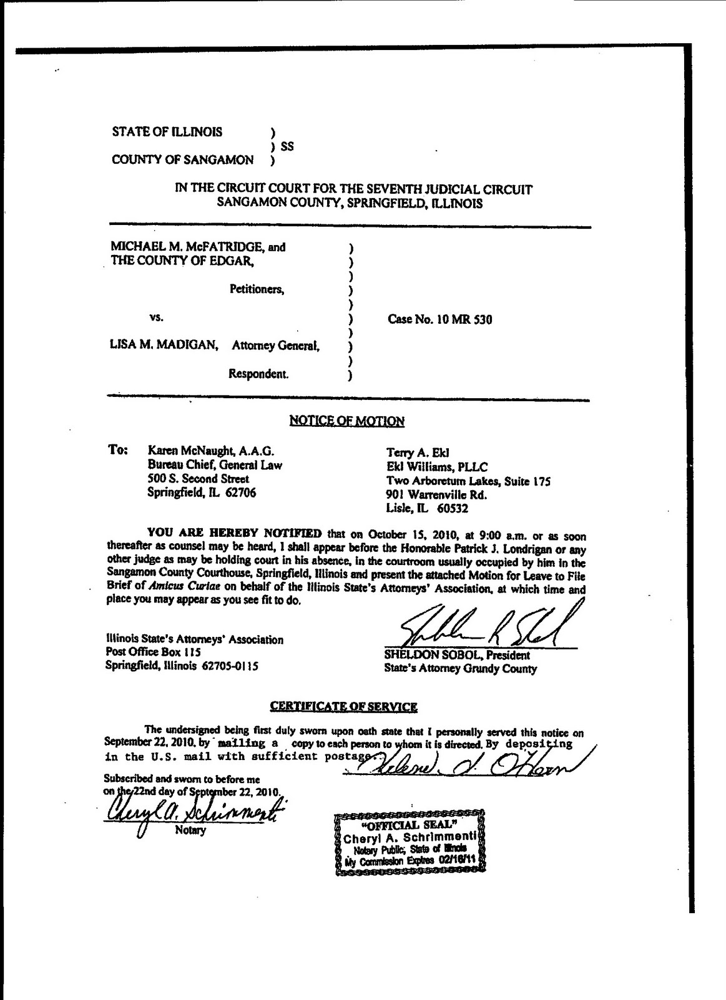 STATE OF ILLINOIS )
) SS
COUNTY OF SANGAMON )
IN THE CIRCUIT COURT FOR THE SEVENTH JUDICIAL CIRCUIT
SANGAMON COUNTY, SPRINGFIELD, ILLINOIS
MICHAEL M. McFATRIDGE, and )
THE COUNTY OF EDGAR, )
)
Petitioners, )
)
vs. ) Case No. 10 MR 530
)
LISA M. MADIGAN, Attorney General, )
)
Respondent. )
NOTICE OF MOTION
To: Karen McNaught, A.A.G.
Bureau Chief, General Law
500 S. Second Street
Springfield, IL 62706
Terry A. Ekl
Ekl Williams, PLLC
Two Arboretum Lakes, Suite 175
901 Warrenville Rd.
Lisle, IL 60532
YOU ARE HEREBY NOTIFIED that on October 15, 2010, at 9:00 a.m. or as soon
thereafter as counsel may be heard, I shall appear before the Honorable Patrick J. Londrigan or any
other judge as may be holding court in his absence, in the courtroom usually occupied by him in the
Sangamon County Courthouse, Springfield, Illinois and present the attached Motion for Leave to File
Brief of Amicus Curiae on behalf of the Illinois State's Attorneys' Association, at which time and
place you may appear as you see fit to do.
Illinois State's Attorneys' Association
Post Office Box 115
Springfield, Illinois 62705-0115
SHELDON SOBOL, President
State's Attorney Grundy County
CERTIFICATE OF SERVICE
The undersigned being first duly sworn upon oath state that I personally served this notice on
September 22, 2010, by mailing a copy to each person to whom it is directed. By depositing
in the U.S. mail with sufficient postage.
Helene J. O'Hern
Subscribed and sworn to before me
on the 22nd day of September 22, 2010.
Cheryl A. Schrimmenti
Notary
"OFFICIAL SEAL"
Cheryl A. Schrimmenti
Notary Public, State of Illinois
My Commission Expires 02/16/11